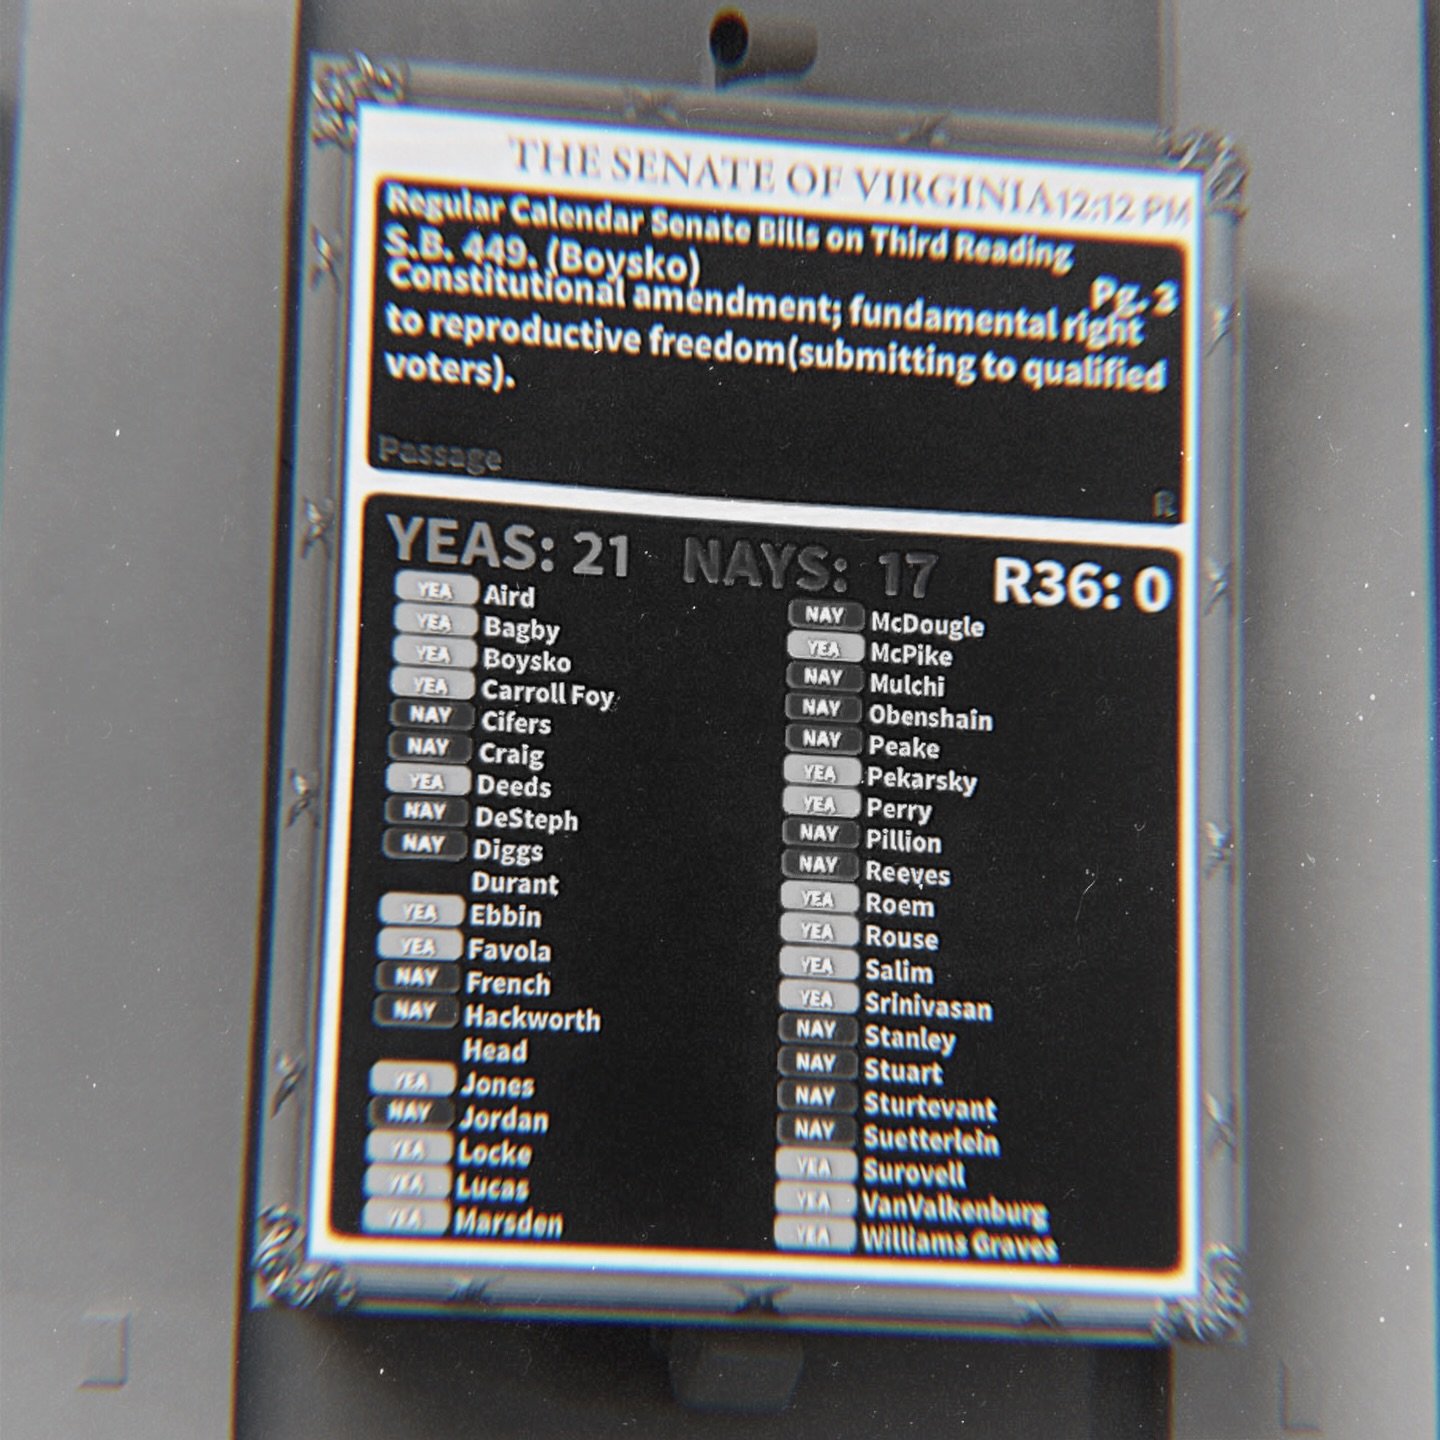 THE SENATE OF VIRGINIA 12:12 PM
Regular Calendar Senate Bills on Third Reading
S.B. 449. (Boysko)
Pg. 3
Constitutional amendment; fundamental right
to reproductive freedom(submitting to qualified
voters).
Passage
R
YEAS: 21 NAYS: 17 R36: 0
YEA Aird
YEA Bagby
YEA Boysko
YEA Carroll Foy
NAY Cifers
NAY Craig
YEA Deeds
NAY DeSteph
NAY Diggs
Durant
YEA Ebbin
YEA Favola
NAY French
NAY Hackworth
Head
YEA Jones
NAY Jordan
YEA Locke
YEA Lucas
YEA Marsden
NAY McDougle
YEA McPike
NAY Mulchi
NAY Obenshain
NAY Peake
YEA Pekarsky
YEA Perry
NAY Pillion
NAY Reeves
YEA Roem
YEA Rouse
YEA Salim
YEA Srinivasan
NAY Stanley
NAY Stuart
NAY Sturtevant
NAY Suetterlein
YEA Surovell
YEA VanValkenburg
YEA Williams Graves